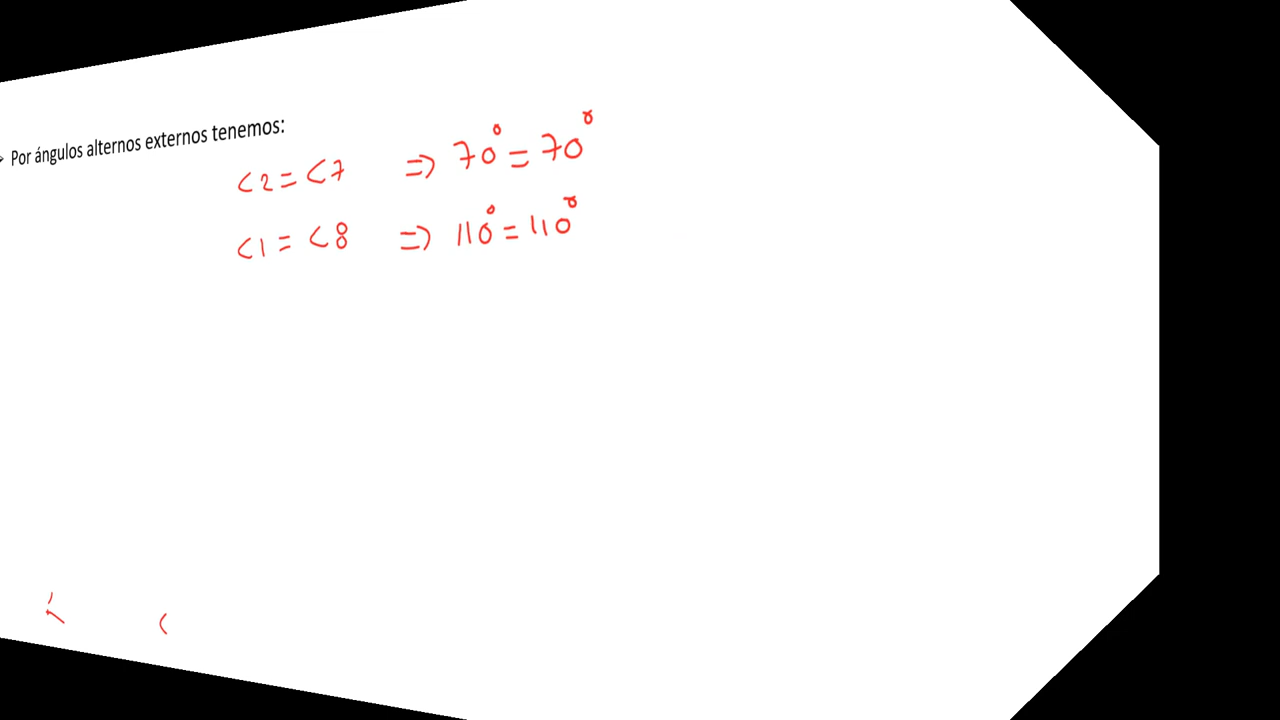 Por ángulos alternos externos tenemos:
<2 = <7 => 70° = 70°
<1 = <8 => 110° = 110°